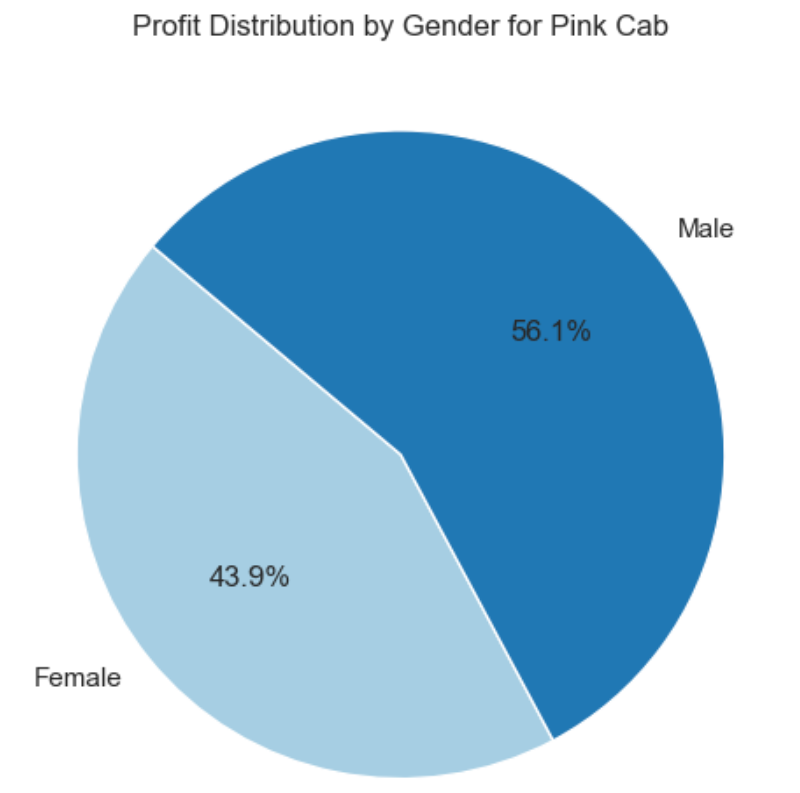 Profit Distribution by Gender for Pink Cab
Male
56.1%
43.9%
Female